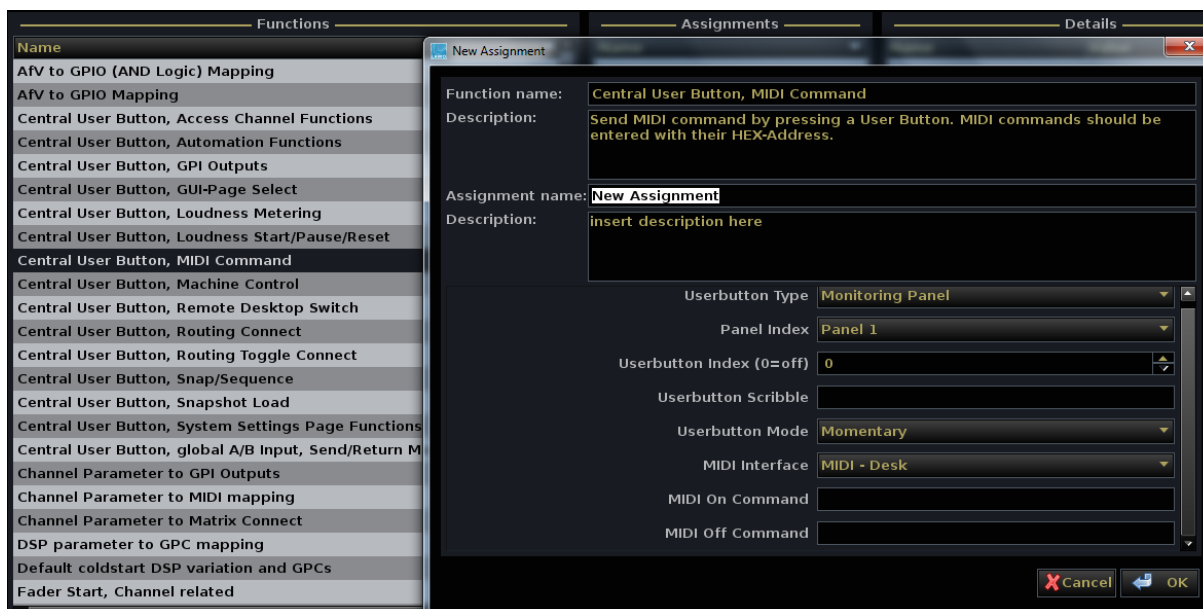 Functions
Assignments
Details
Name
AfV to GPIO (AND Logic) Mapping
AfV to GPIO Mapping
Central User Button, Access Channel Functions
Central User Button, Automation Functions
Central User Button, GPI Outputs
Central User Button, GUI-Page Select
Central User Button, Loudness Metering
Central User Button, Loudness Start/Pause/Reset
Central User Button, MIDI Command
Central User Button, Machine Control
Central User Button, Remote Desktop Switch
Central User Button, Routing Connect
Central User Button, Routing Toggle Connect
Central User Button, Snap/Sequence
Central User Button, Snapshot Load
Central User Button, System Settings Page Functions
Central User Button, global A/B Input, Send/Return M
Channel Parameter to GPI Outputs
Channel Parameter to MIDI mapping
Channel Parameter to Matrix Connect
DSP parameter to GPC mapping
Default coldstart DSP variation and GPCs
Fader Start, Channel related
New Assignment
Function name: Central User Button, MIDI Command
Description: Send MIDI command by pressing a User Button. MIDI commands should be
entered with their HEX-Address.
Assignment name: New Assignment
Description: insert description here
Userbutton Type Monitoring Panel
Panel Index Panel 1
Userbutton Index (0=off) 0
Userbutton Scribble
Userbutton Mode Momentary
MIDI Interface MIDI - Desk
MIDI On Command
MIDI Off Command
Cancel OK